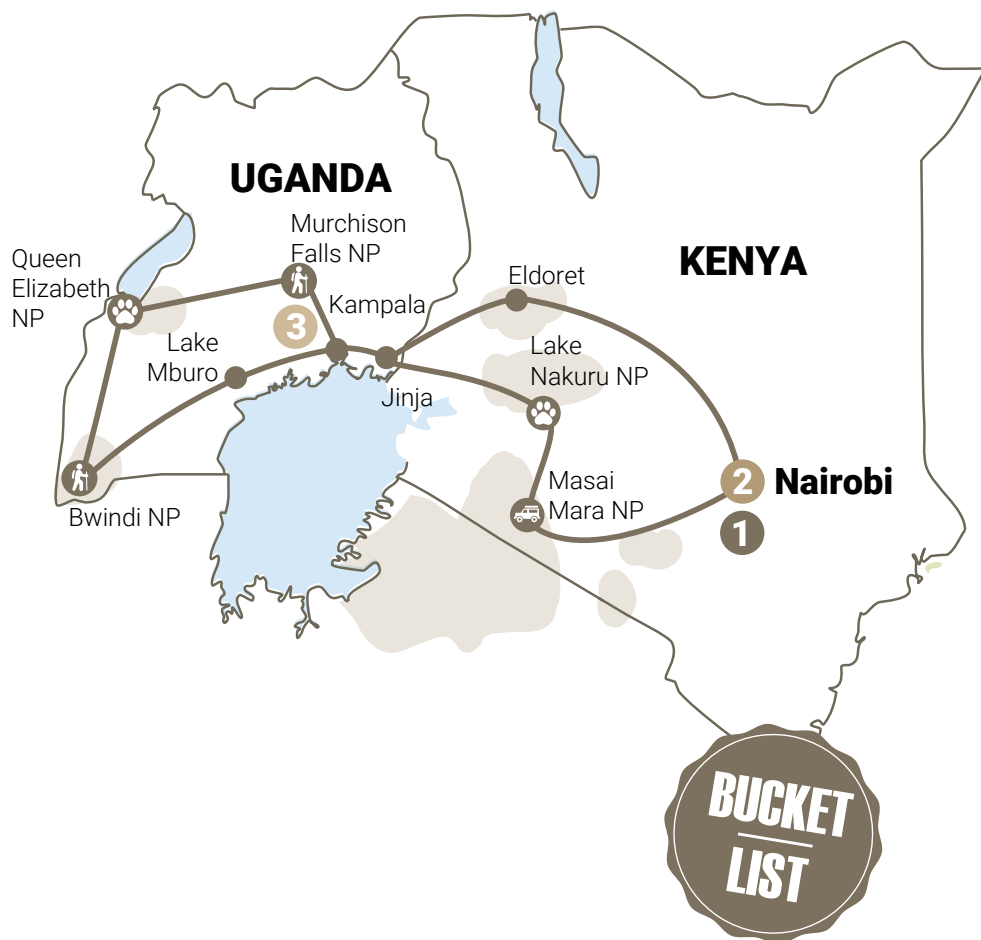 UGANDA
Murchison
Falls NP
Queen
Elizabeth
NP
KENYA
Eldoret
Kampala
3
Lake
Mburo
Lake
Nakuru NP
Jinja
Masai
Mara NP
2
Nairobi
1
Bwindi NP
BUCKET
LIST